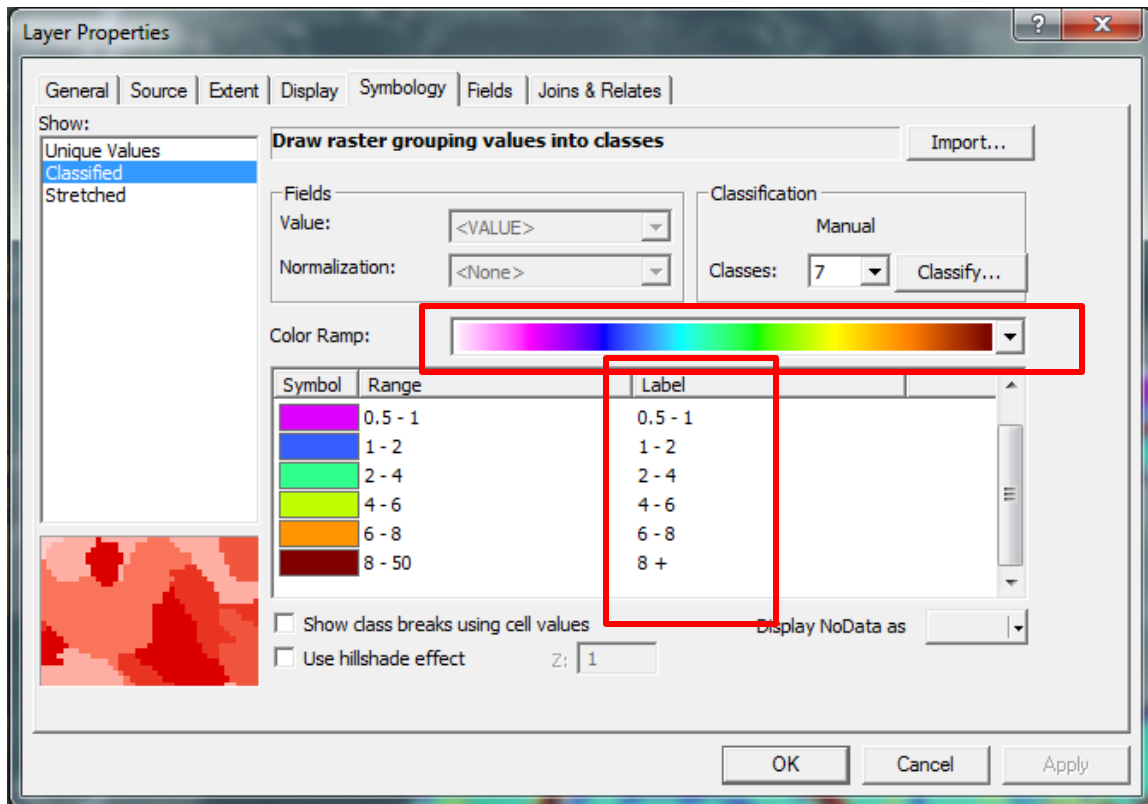 Layer Properties
?
X
General Source Extent Display Symbology Fields Joins & Relates
Show:
Unique Values
Classified
Stretched
Draw raster grouping values into classes
Import...
Fields
Value:
<VALUE>
Normalization:
<None>
Classification
Manual
Classes:
7
Classify...
Color Ramp:
Symbol Range Label
0.5 - 1 0.5 - 1
1 - 2 1 - 2
2 - 4 2 - 4
4 - 6 4 - 6
6 - 8 6 - 8
8 - 50 8 +
Show class breaks using cell values
Display NoData as
Use hillshade effect
Z: 1
OK Cancel Apply